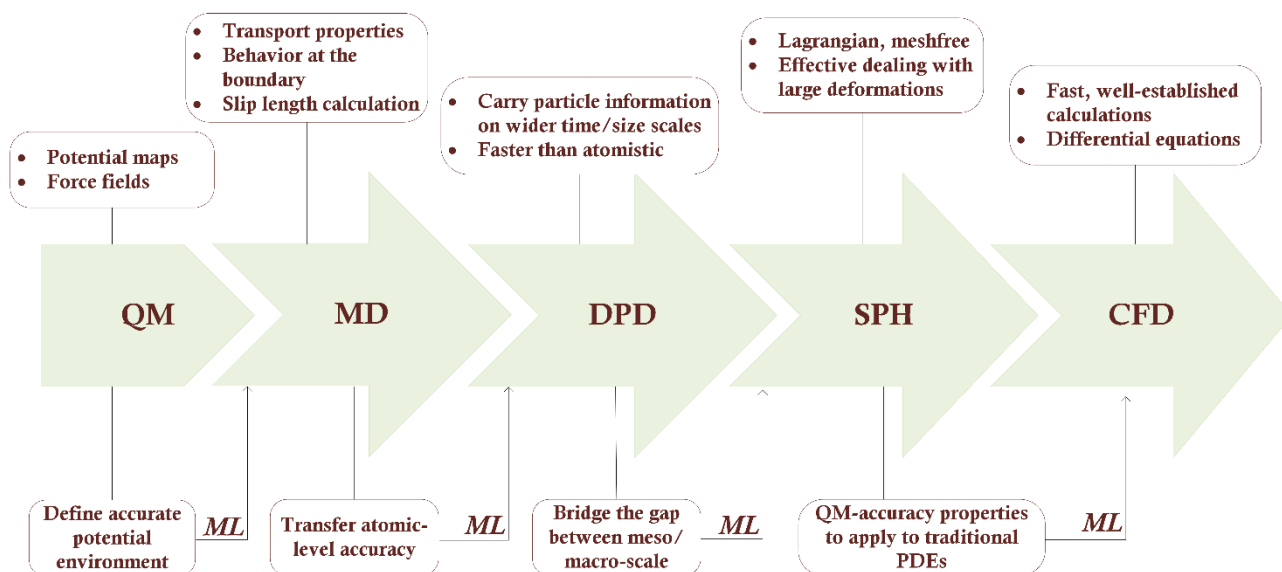 • Transport properties
• Behavior at the
boundary
• Slip length calculation
• Lagrangian, meshfree
• Effective dealing with
large deformations
• Carry particle information
on wider time/size scales
• Faster than atomistic
• Fast, well-established
calculations
• Differential equations
• Potential maps
• Force fields
QM
MD
DPD
SPH
CFD
Define accurate
potential
environment
ML
Transfer atomic-
level accuracy
ML
Bridge the gap
between meso/
macro-scale
ML
QM-accuracy properties
to apply to traditional
PDEs
ML